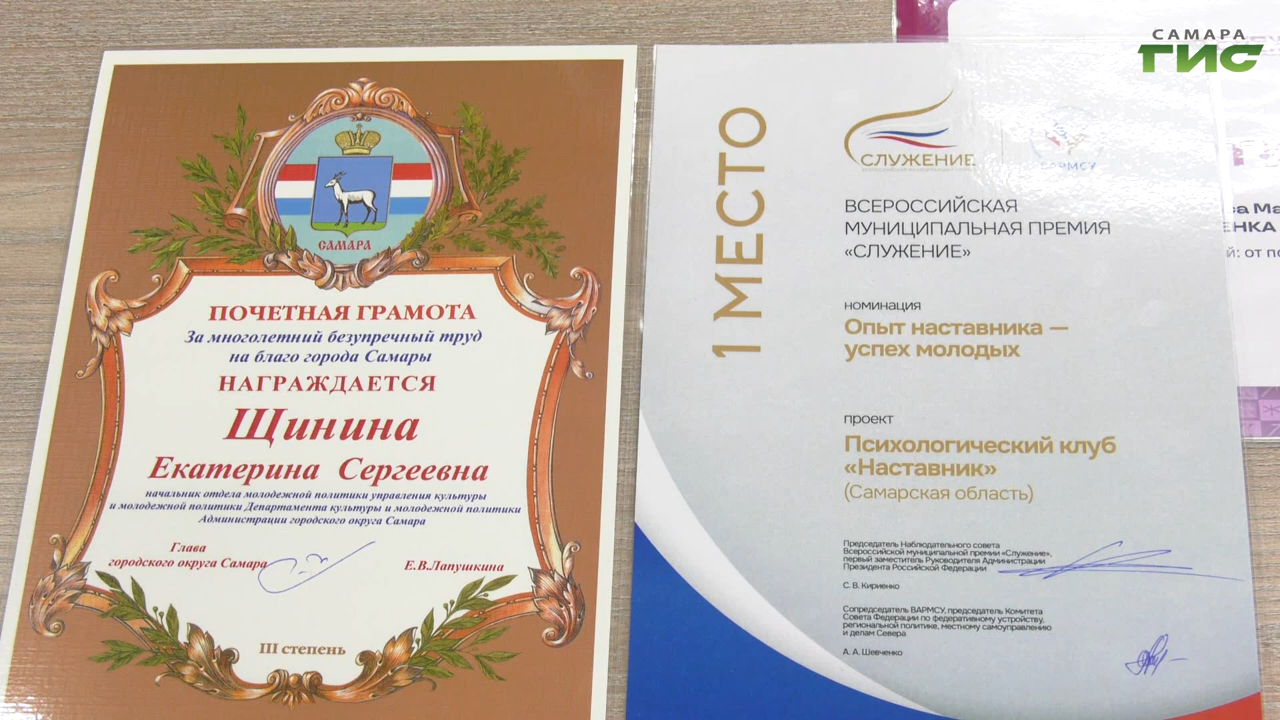 САМАРА
ГИС
САМАРА
ПОЧЕТНАЯ ГРАМОТА
За многолетний безупречный труд
на благо города Самары
НАГРАЖДАЕТСЯ
Щинина
Екатерина Сергеевна
начальник отдела молодежной политики управления культуры
и молодежной политики Департамента культуры и молодежной политики
Администрации городского округа Самара
Глава
городского округа Самара
Е.В.Лапушкина
III степень
1 МЕСТО
СЛУЖЕНИЕ
ВАРМСУ
ВСЕРОССИЙСКАЯ
МУНИЦИПАЛЬНАЯ ПРЕМИЯ
«СЛУЖЕНИЕ»
номинация
Опыт наставника —
успех молодых
проект
Психологический клуб
«Наставник»
(Самарская область)
Председатель Наблюдательного совета
Всероссийской муниципальной премии «Служение»,
первый заместитель Руководителя Администрации
Президента Российской Федерации
С. В. Кириенко
Сопредседатель ВАРМСУ, председатель Комитета
Совета Федерации по федеративному устройству,
региональной политике, местному самоуправлению
и делам Севера
А. А. Шевченко
от